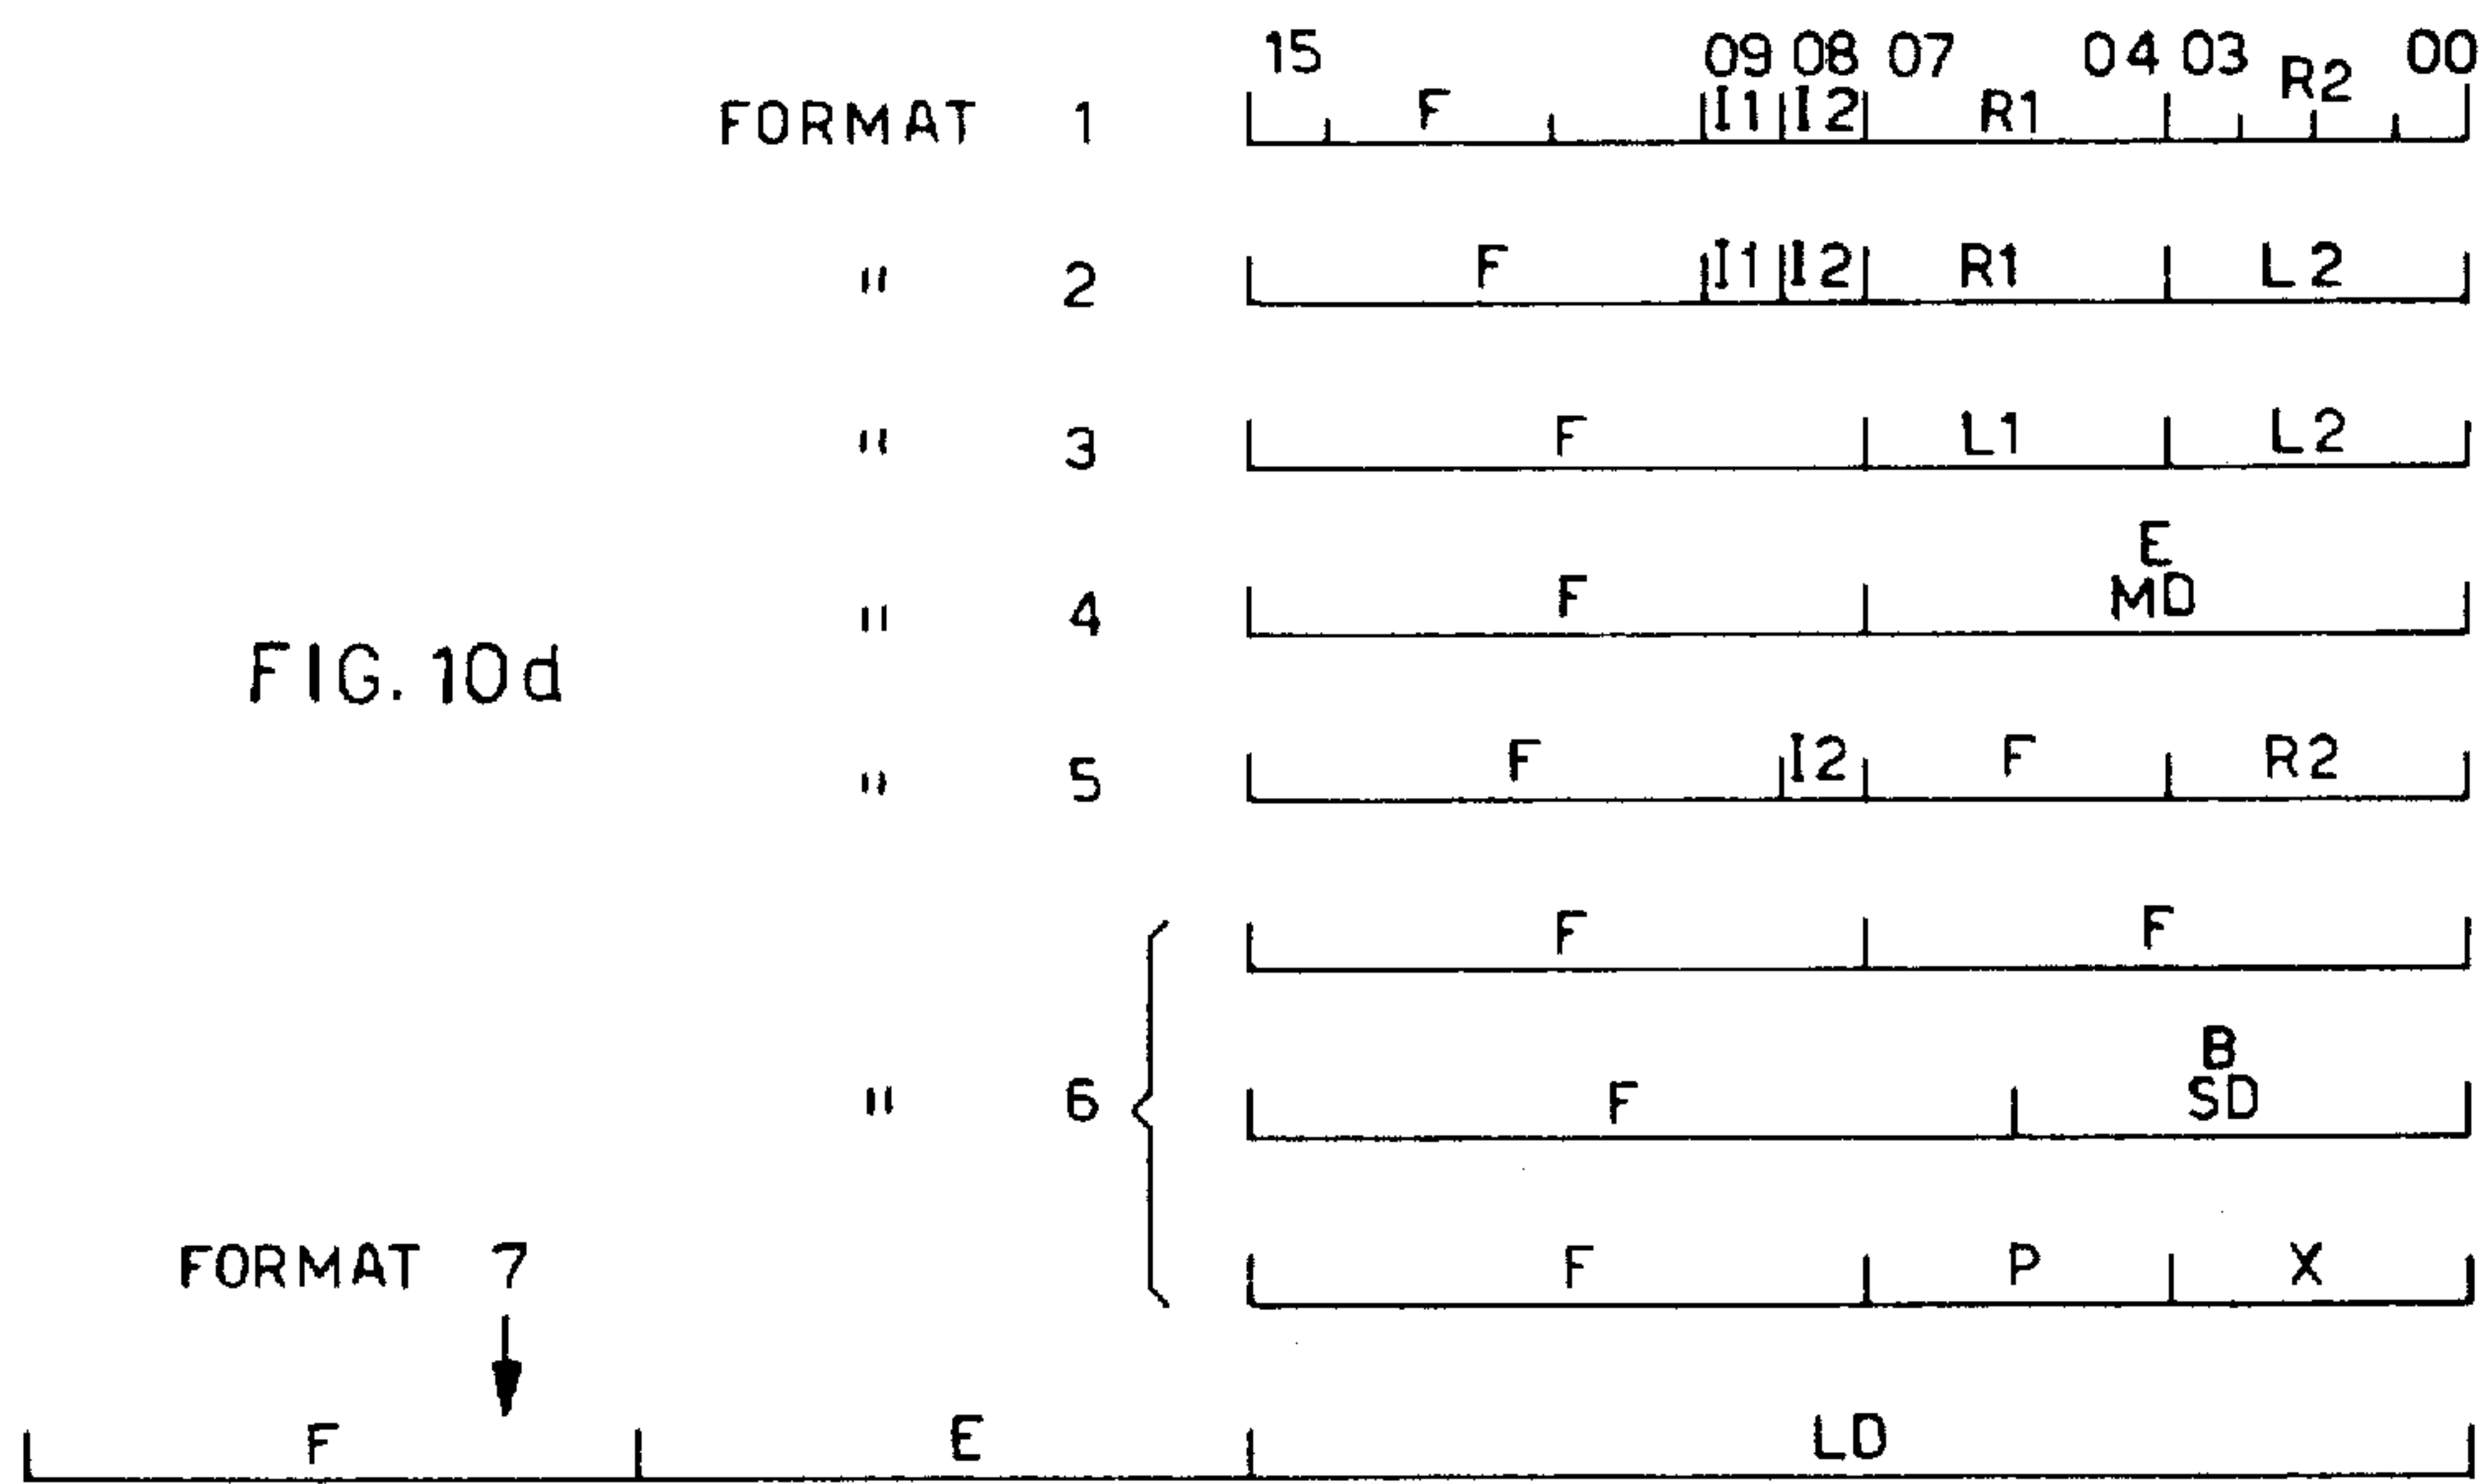 15 09 08 07 04 03 00
FORMAT 1 F I1 I2 R1 R2
" 2 F I1 I2 R1 L2
" 3 F L1 L2
E
" 4 F MD
FIG. 10d
" 5 F I2 F R2
F F
B
" 6 F SD
FORMAT 7 F P X
F E LD